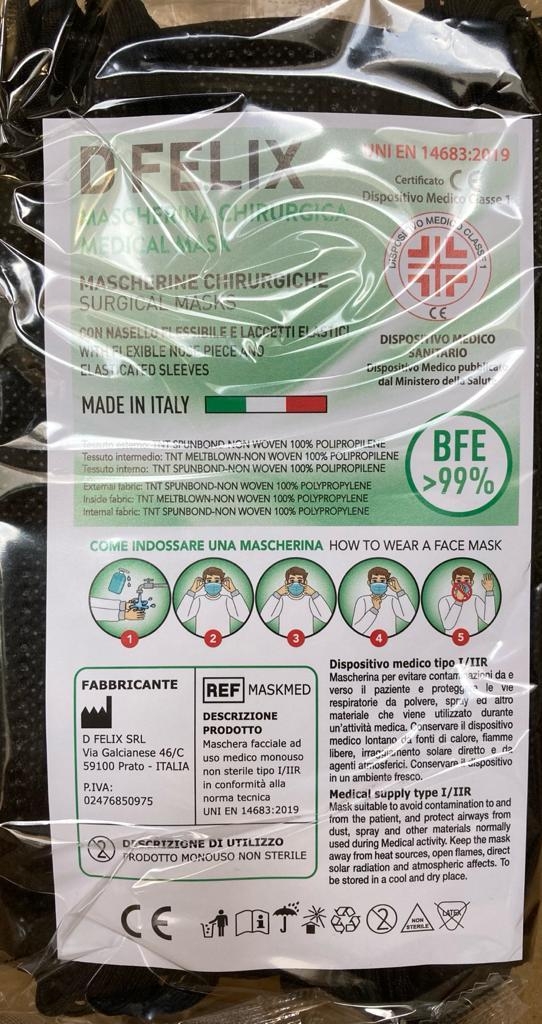 D FELIX
UNI EN 14683:2019
Certificato CE
Dispositivo Medico Classe 1
MASCHERINA CHIRURGICA
MEDICAL MASK
DISPOSITIVO MEDICO CLASSE 1
CE
MASCHERINE CHIRURGICHE
SURGICAL MASKS
CON NASELLO FLESSIBILE E LACCETTI ELASTICI
WITH FLEXIBLE NOSE PIECE AND
ELASTICATED SLEEVES
DISPOSITIVO MEDICO
SANITARIO
Dispositivo Medico pubblicato
dal Ministero della Salute
MADE IN ITALY
Tessuto esterno: TNT SPUNBOND-NON WOVEN 100% POLIPROPILENE
Tessuto intermedio: TNT MELTBLOWN-NON WOVEN 100% POLIPROPILENE
Tessuto interno: TNT SPUNBOND-NON WOVEN 100% POLIPROPILENE
External fabric: TNT SPUNBOND-NON WOVEN 100% POLYPROPYLENE
Inside fabric: TNT MELTBLOWN-NON WOVEN 100% POLYPROPYLENE
Internal fabric: TNT SPUNBOND-NON WOVEN 100% POLYPROPYLENE
BFE
>99%
COME INDOSSARE UNA MASCHERINA HOW TO WEAR A FACE MASK
1
2
3
4
5
FABBRICANTE
D FELIX SRL
Via Galcianese 46/C
59100 Prato - ITALIA
P.IVA:
02476850975
REF MASKMED
DESCRIZIONE
PRODOTTO
Maschera facciale ad
uso medico monouso
non sterile tipo I/IIR
in conformità alla
norma tecnica
UNI EN 14683:2019
2
DESCRIZIONE DI UTILIZZO
PRODOTTO MONOUSO NON STERILE
Dispositivo medico tipo I/IIR
Mascherina per evitare contaminazioni da e
verso il paziente e protegge le vie
respiratorie da polvere, spray ed altro
materiale che viene utilizzato durante
un'attività medica. Conservare il dispositivo
medico lontano da fonti di calore, fiamme
libere, irraggiamento solare diretto e da
agenti atmosferici. Conservare il dispositivo
in un ambiente fresco.
Medical supply type I/IIR
Mask suitable to avoid contamination to and
from the patient, and protect airways from
dust, spray and other materials normally
used during Medical activity. Keep the mask
away from heat sources, open flames, direct
solar radiation and atmospheric affects. To
be stored in a cool and dry place.
CE
2
NON
STERILE
LATEX